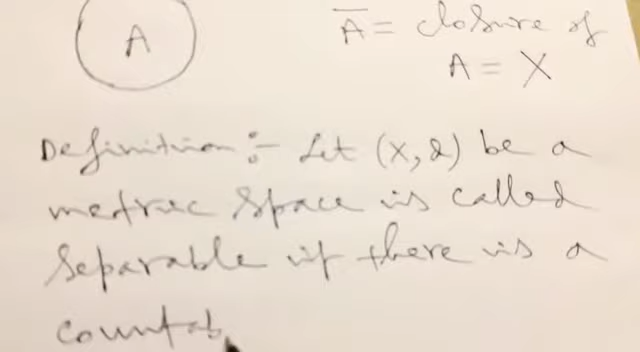 A
A̅ = closure of
A = X
Definition :- Let (X, d) be a
metric space is called
separable if there is a
countab